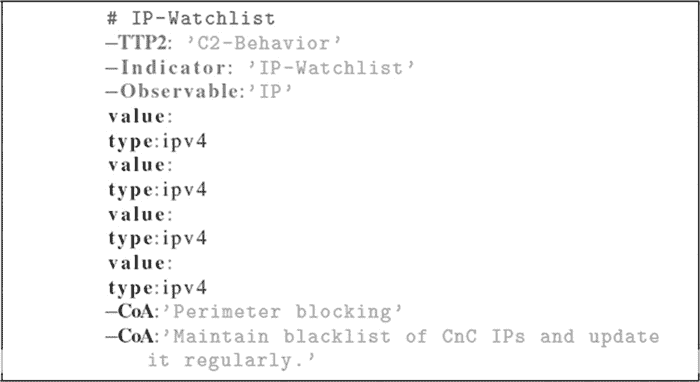 # IP-Watchlist
−TTP2: 'C2-Behavior'
−Indicator: 'IP-Watchlist'
−Observable:'IP'
value:
type:ipv4
value:
type:ipv4
value:
type:ipv4
value:
type:ipv4
−CoA:'Perimeter blocking'
−CoA:'Maintain blacklist of CnC IPs and update
it regularly.'